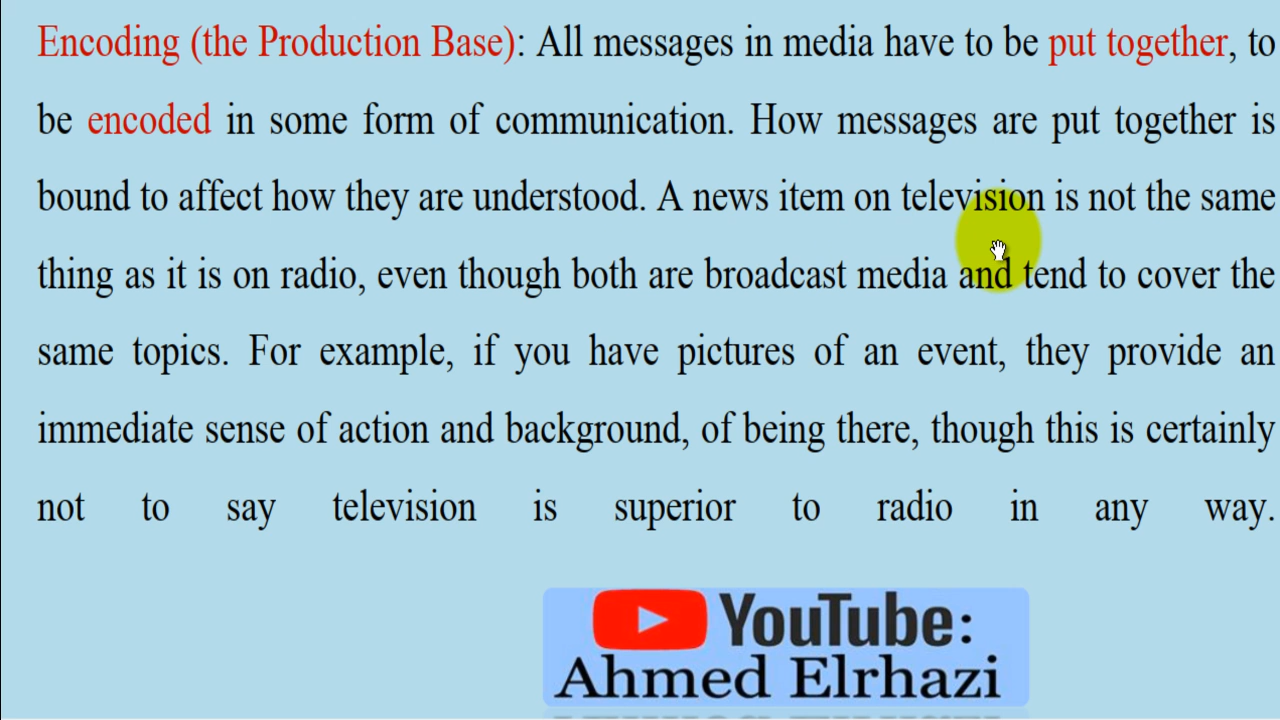 Encoding (the Production Base): All messages in media have to be put together, to
be encoded in some form of communication. How messages are put together is
bound to affect how they are understood. A news item on television is not the same
thing as it is on radio, even though both are broadcast media and tend to cover the
same topics. For example, if you have pictures of an event, they provide an
immediate sense of action and background, of being there, though this is certainly
not to say television is superior to radio in any way.
YouTube:
Ahmed Elrhazi